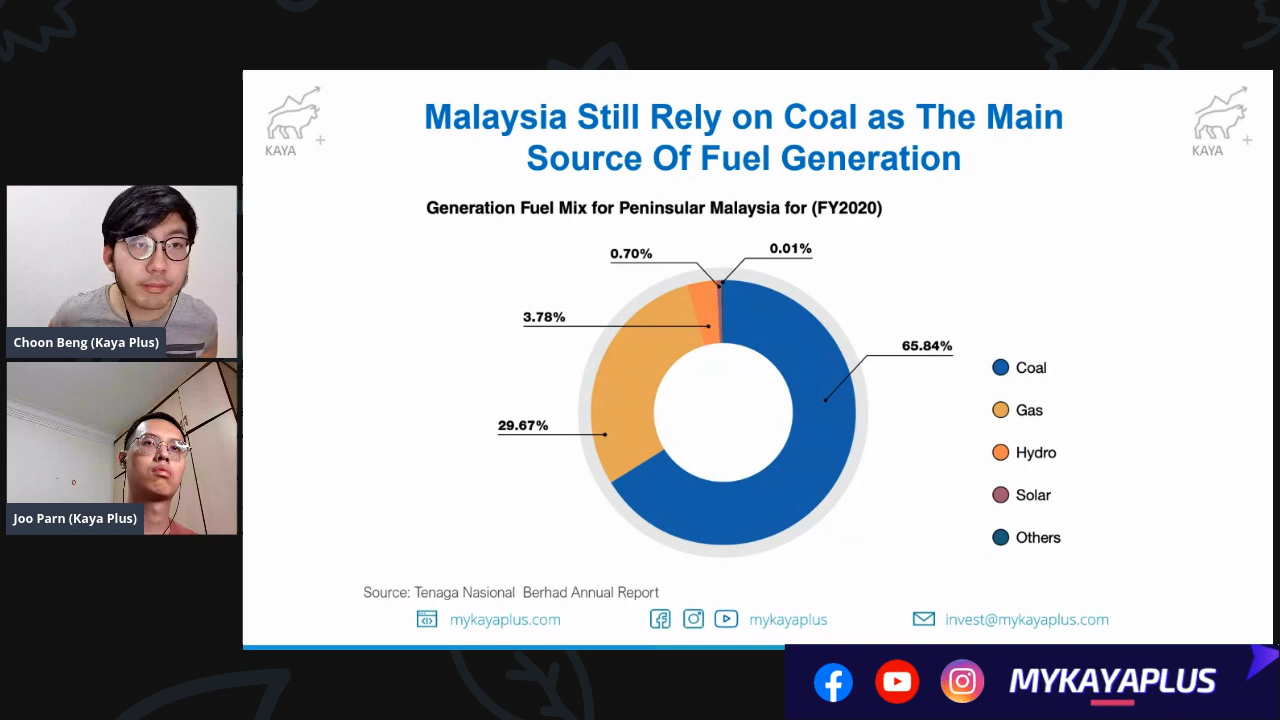 KAYA
KAYA
Malaysia Still Rely on Coal as The Main
Source Of Fuel Generation
Generation Fuel Mix for Peninsular Malaysia for (FY2020)
0.70%
0.01%
3.78%
65.84%
29.67%
Coal
Gas
Hydro
Solar
Others
Choon Beng (Kaya Plus)
Joo Parn (Kaya Plus)
Source: Tenaga Nasional Berhad Annual Report
mykayaplus.com
mykayaplus
invest@mykayaplus.com
MYKAYAPLUS